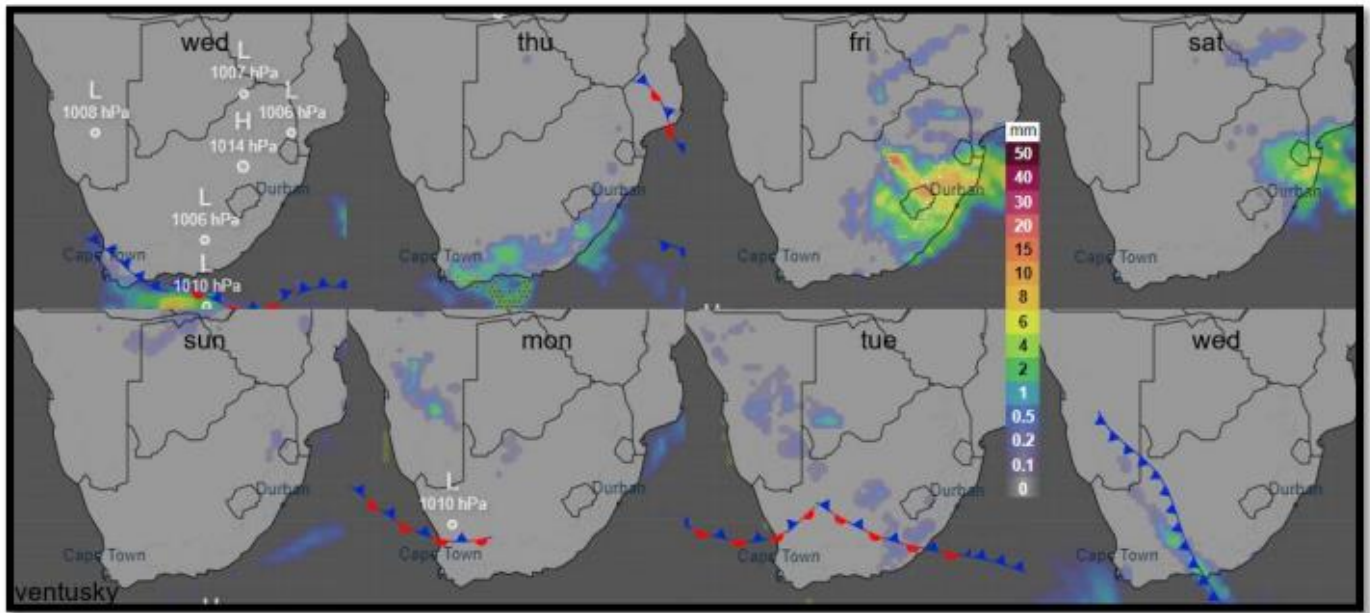 wed
L
1007 hPa
L
1008 hPa
L
1006 hPa
H
1014 hPa
Durban
L
1006 hPa
Cape Town
L
1010 hPa
thu
Durban
Cape Town
fri
Durban
Cape Town
mm
50
40
30
20
15
10
8
6
4
2
1
0.5
0.2
0.1
0
sat
Durban
Cape Town
sun
Durban
Cape Town
mon
L
1010 hPa
Durban
Cape Town
tue
Durban
Cape Town
wed
Durban
Cape Town
ventusky